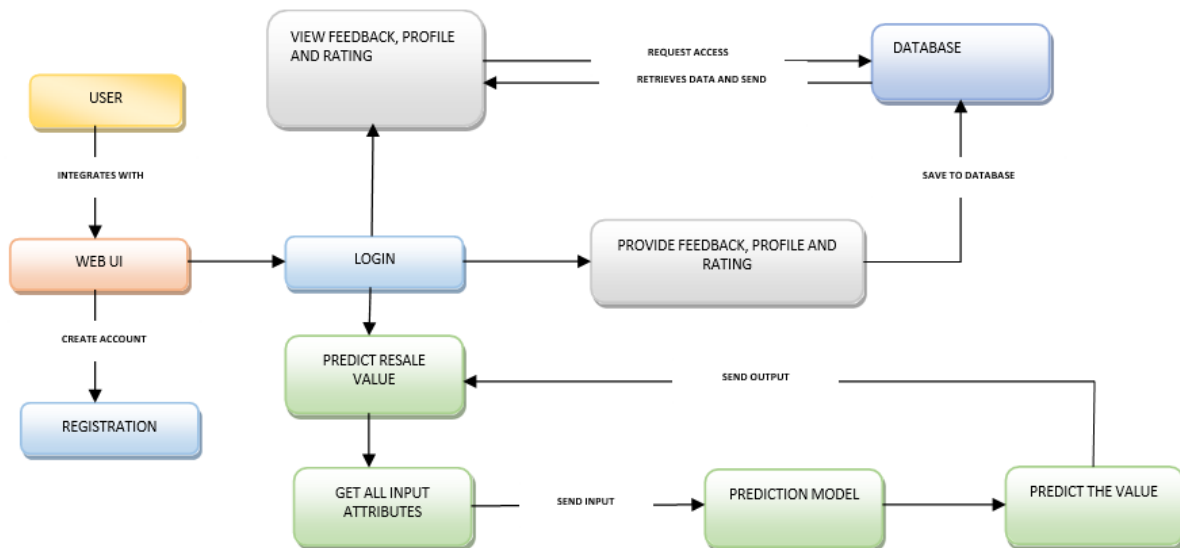 VIEW FEEDBACK, PROFILE
AND RATING
REQUEST ACCESS
RETRIEVES DATA AND SEND
DATABASE
USER
INTEGRATES WITH
SAVE TO DATABASE
WEB UI
LOGIN
PROVIDE FEEDBACK, PROFILE AND
RATING
CREATE ACCOUNT
PREDICT RESALE
VALUE
SEND OUTPUT
REGISTRATION
GET ALL INPUT
ATTRIBUTES
SEND INPUT
PREDICTION MODEL
PREDICT THE VALUE